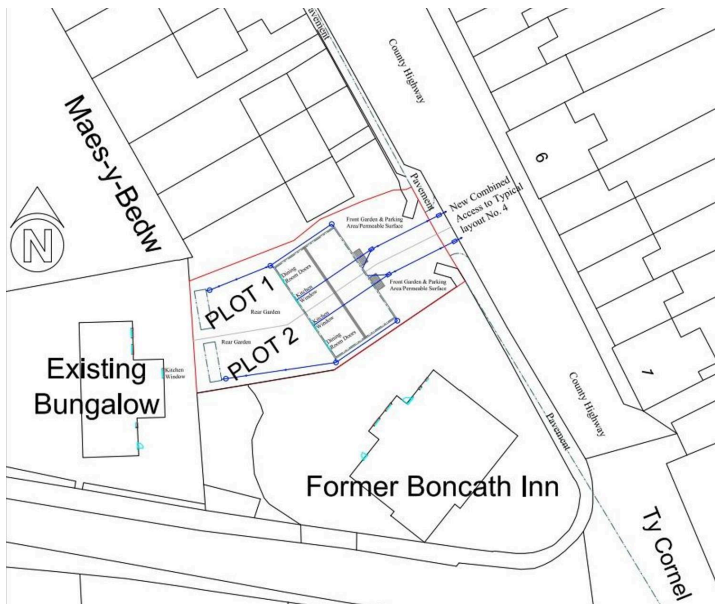 Pavement
County Highway
Maes-y-Bedw
6
Pavement
New Combined
Access to Typical
layout No. 4
N
Front Garden & Parking
Area/Permeable Surface
PLOT 1
Dining
Room Doors
Kitchen
Window
Front Garden & Parking
Area/Permeable Surface
Rear Garden
Kitchen
Window
Rear Garden
PLOT 2
Dining
Room Doors
Existing
Bungalow
Kitchen
Window
1
County Highway
Pavement
Former Boncath Inn
Ty Cornel